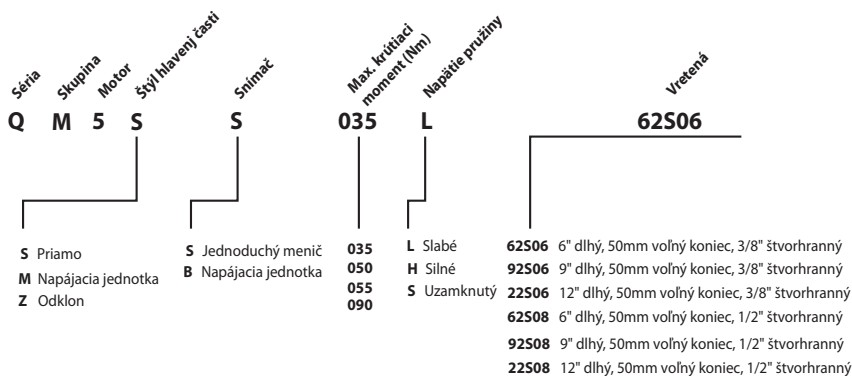 Séria
Skupina
Motor
Štýl hlavenj časti
Snímač
Max. krútiaci
moment (Nm)
Napätie pružiny
Vretená
Q M 5 S S 035 L 62S06
S Priamo
M Napájacia jednotka
Z Odklon
S Jednoduchý menič
B Napájacia jednotka
035
050
055
090
L Slabé
H Silné
S Uzamknutý
62S06 6" dlhý, 50mm voľný koniec, 3/8" štvorhranný
92S06 9" dlhý, 50mm voľný koniec, 3/8" štvorhranný
22S06 12" dlhý, 50mm voľný koniec, 3/8" štvorhranný
62S08 6" dlhý, 50mm voľný koniec, 1/2" štvorhranný
92S08 9" dlhý, 50mm voľný koniec, 1/2" štvorhranný
22S08 12" dlhý, 50mm voľný koniec, 1/2" štvorhranný